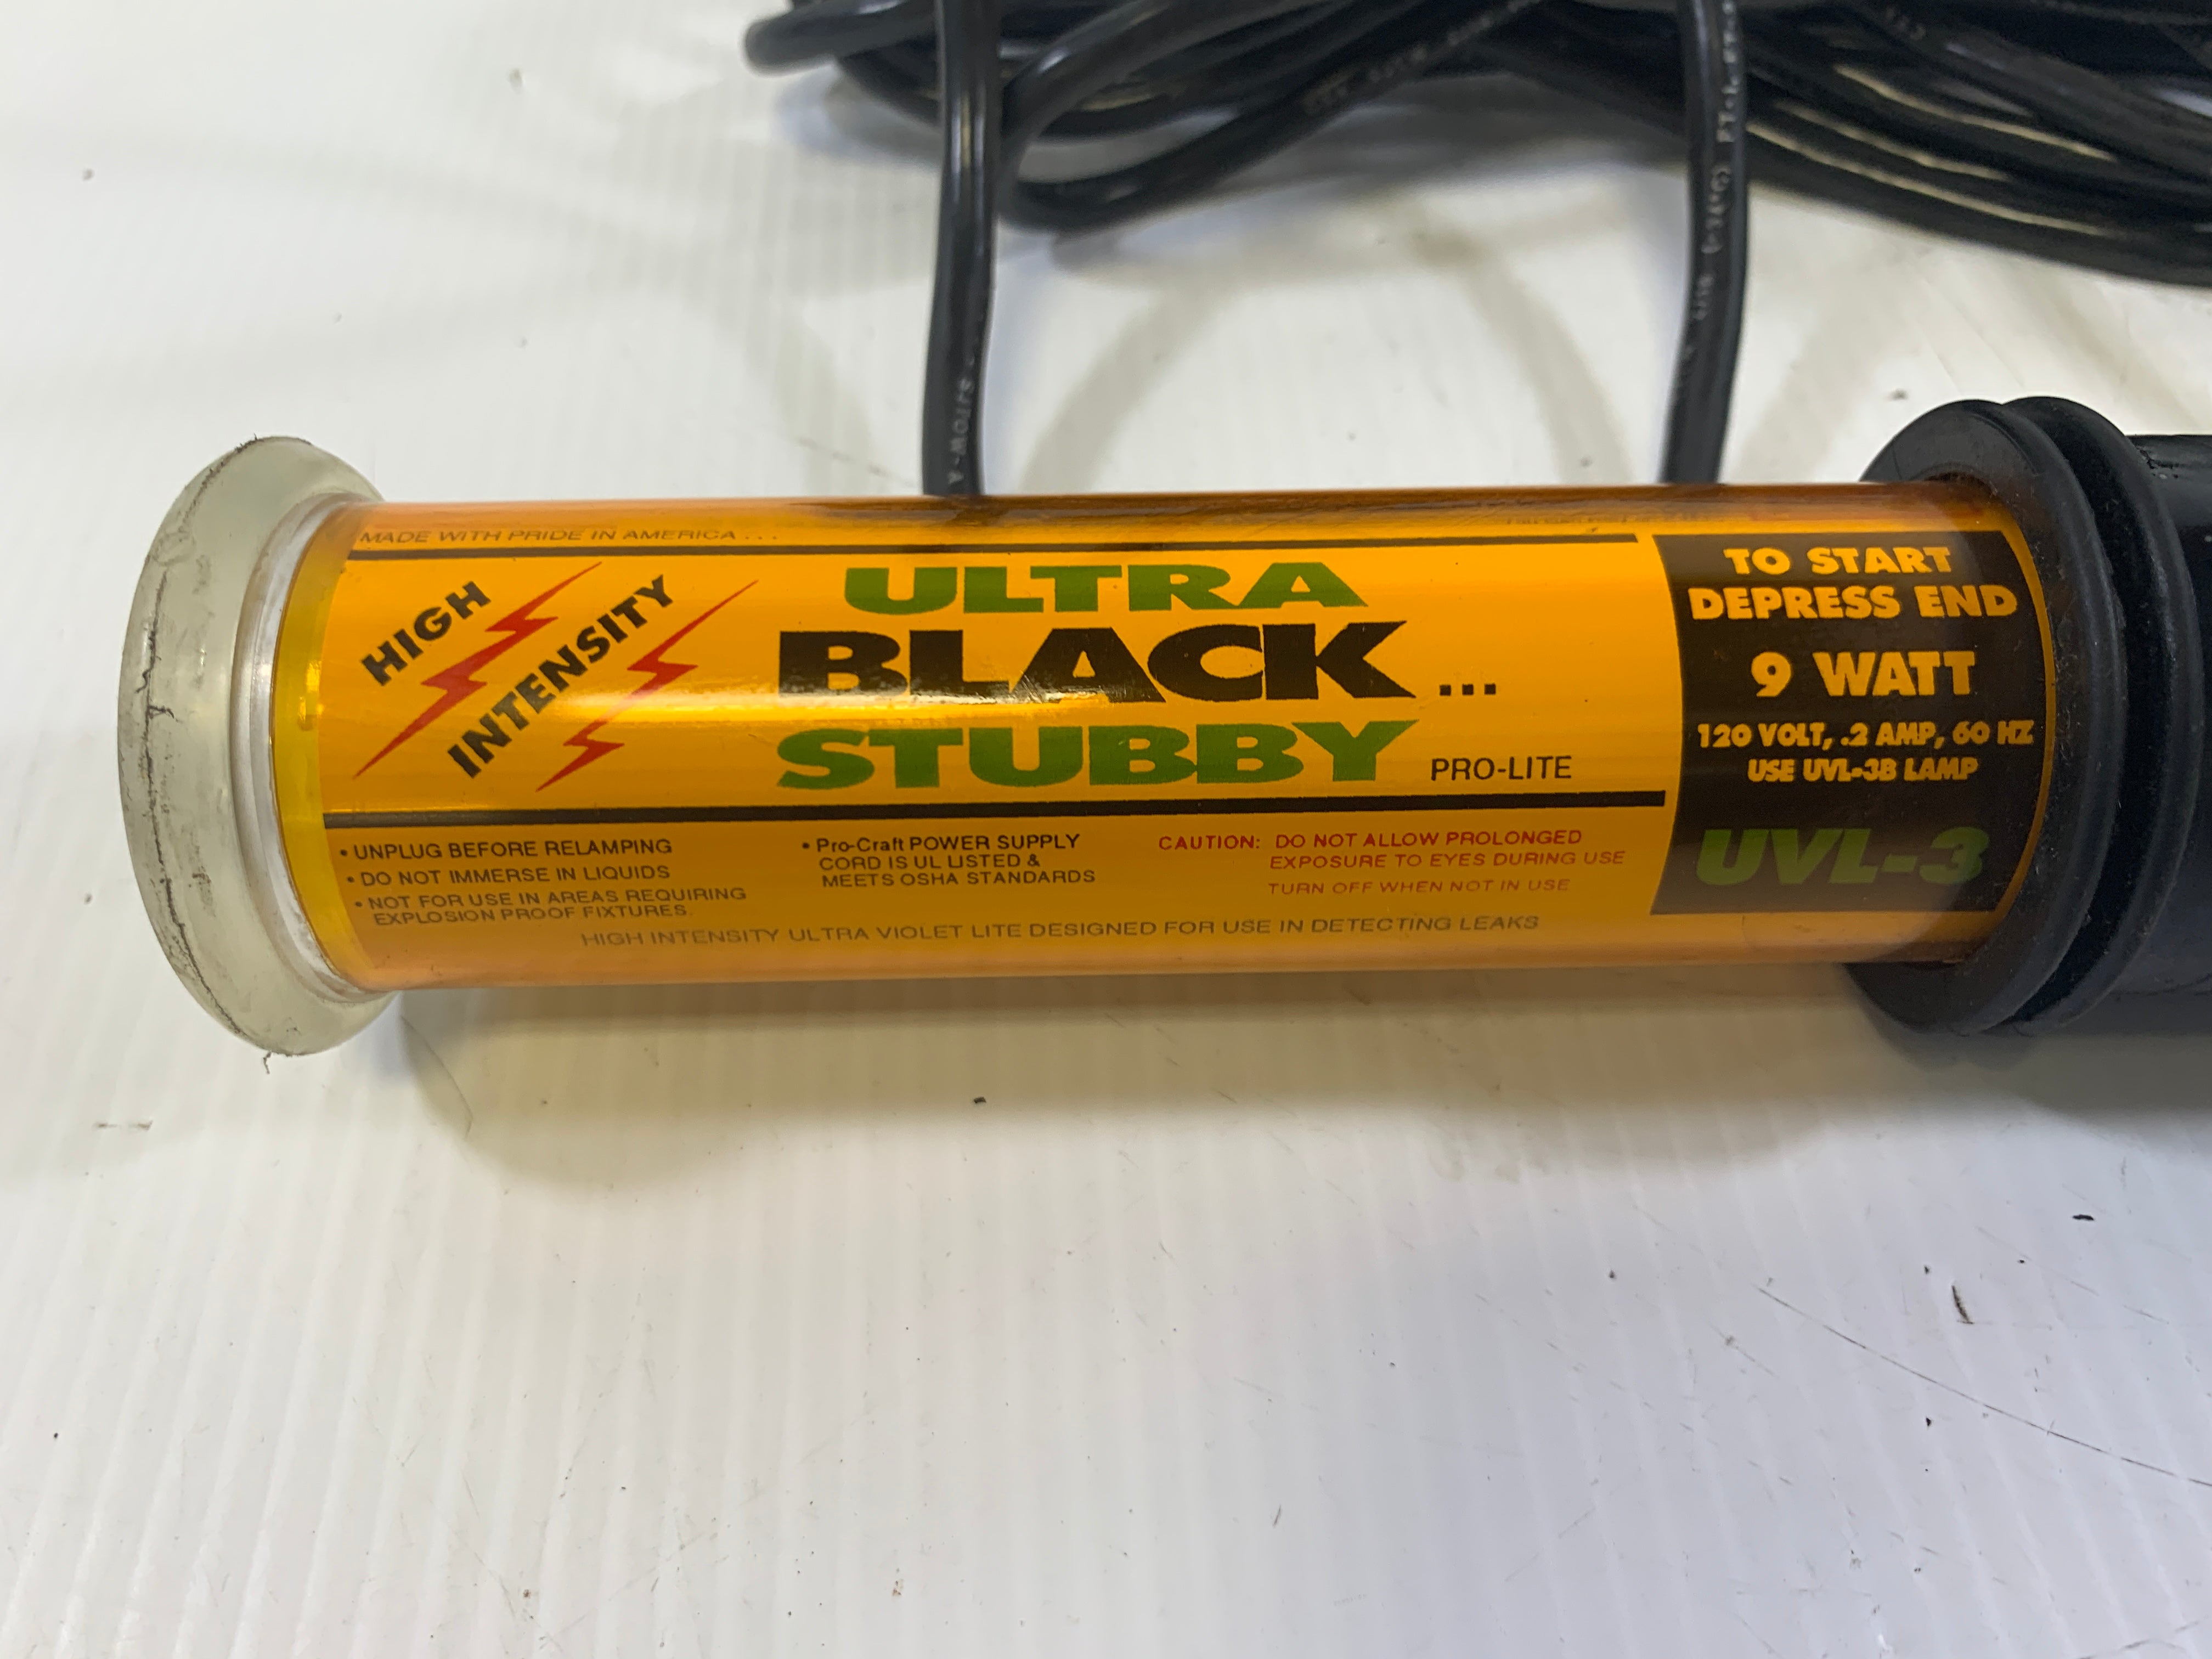 MADE WITH PRIDE IN AMERICA . . .
HIGH
INTENSITY
ULTRA
BLACK...
STUBBY
PRO-LITE
• UNPLUG BEFORE RELAMPING
• DO NOT IMMERSE IN LIQUIDS
• NOT FOR USE IN AREAS REQUIRING
EXPLOSION PROOF FIXTURES.
• Pro-Craft POWER SUPPLY
CORD IS UL LISTED &
MEETS OSHA STANDARDS
CAUTION: DO NOT ALLOW PROLONGED
EXPOSURE TO EYES DURING USE
TURN OFF WHEN NOT IN USE
HIGH INTENSITY ULTRA VIOLET LITE DESIGNED FOR USE IN DETECTING LEAKS
TO START
DEPRESS END
9 WATT
120 VOLT, .2 AMP, 60 HZ
USE UVL-3B LAMP
UVL-3
SJTOW-A